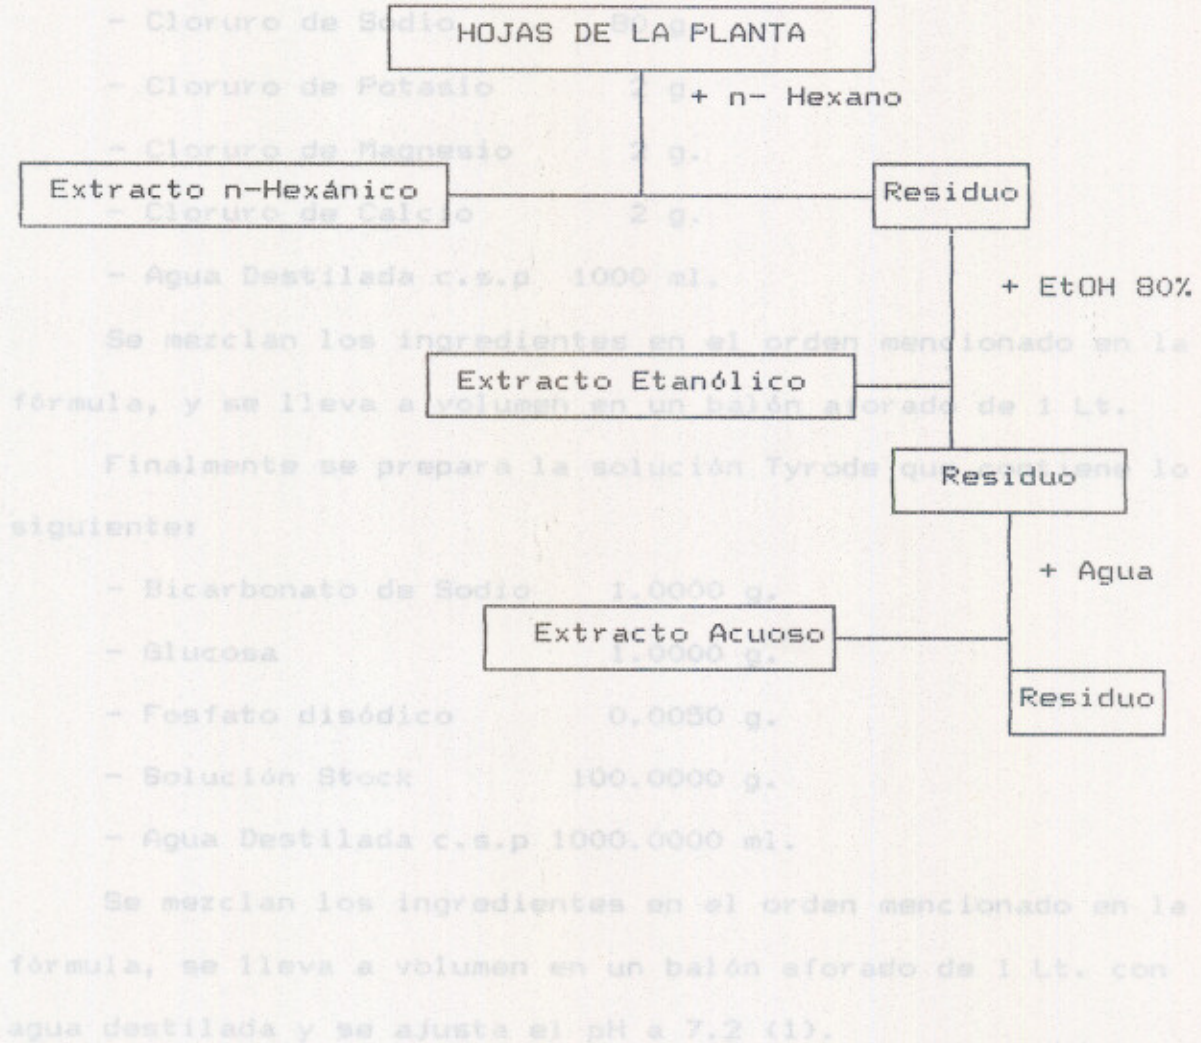 - Cloruro de Sodio 80 g.
HOJAS DE LA PLANTA
- Cloruro de Potasio 2 g.
+ n- Hexano
- Cloruro de Magnesio 2 g.
Extracto n-Hexánico
Residuo
- Cloruro de Calcio 2 g.
- Agua Destilada c.s.p 1000 ml.
+ EtOH 80%
Se mezclan los ingredientes en el orden mencionado en la
Extracto Etanólico
fórmula, y se lleva a volumen en un balón aforado de 1 Lt.
Finalmente se prepara la solución Tyrode que contiene lo
Residuo
siguiente:
+ Agua
- Bicarbonato de Sodio 1.0000 g.
Extracto Acuoso
- Glucosa 1.0000 g.
Residuo
- Fosfato disódico 0.0050 g.
- Solución Stock 100.0000 g.
- Agua Destilada c.s.p 1000.0000 ml.
Se mezclan los ingredientes en el orden mencionado en la
fórmula, se lleva a volumen en un balón aforado de 1 Lt. con
agua destilada y se ajusta el pH a 7.2 (1).